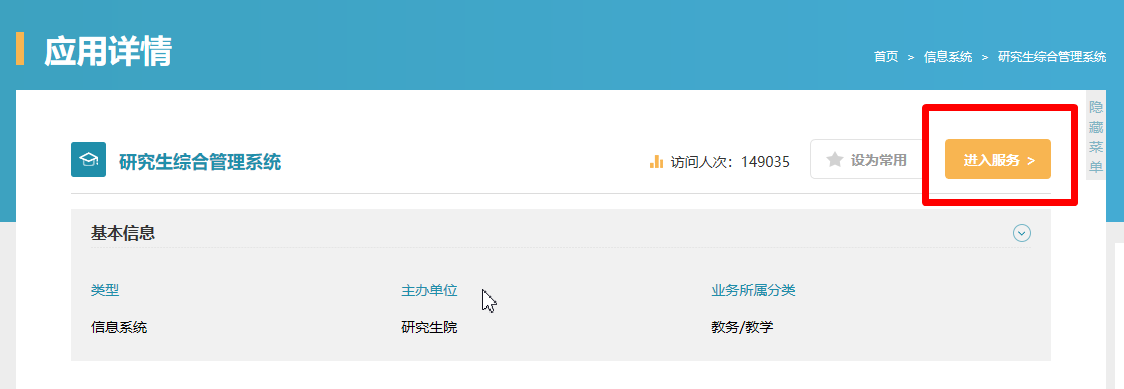 应用详情
首页 > 信息系统 > 研究生综合管理系统
隐藏菜单
研究生综合管理系统
访问人次：149035
设为常用
进入服务 >
基本信息
类型 主办单位 业务所属分类
信息系统 研究生院 教务/教学